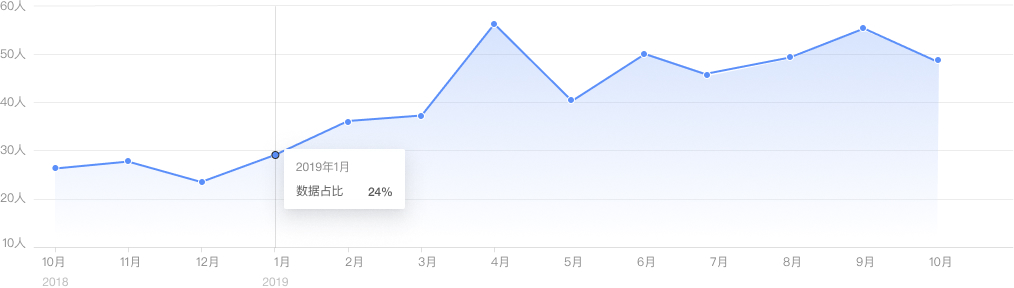 60人
50人
40人
30人
20人
10人
2019年1月
数据占比 24%
10月 11月 12月 1月 2月 3月 4月 5月 6月 7月 8月 9月 10月
2018 2019